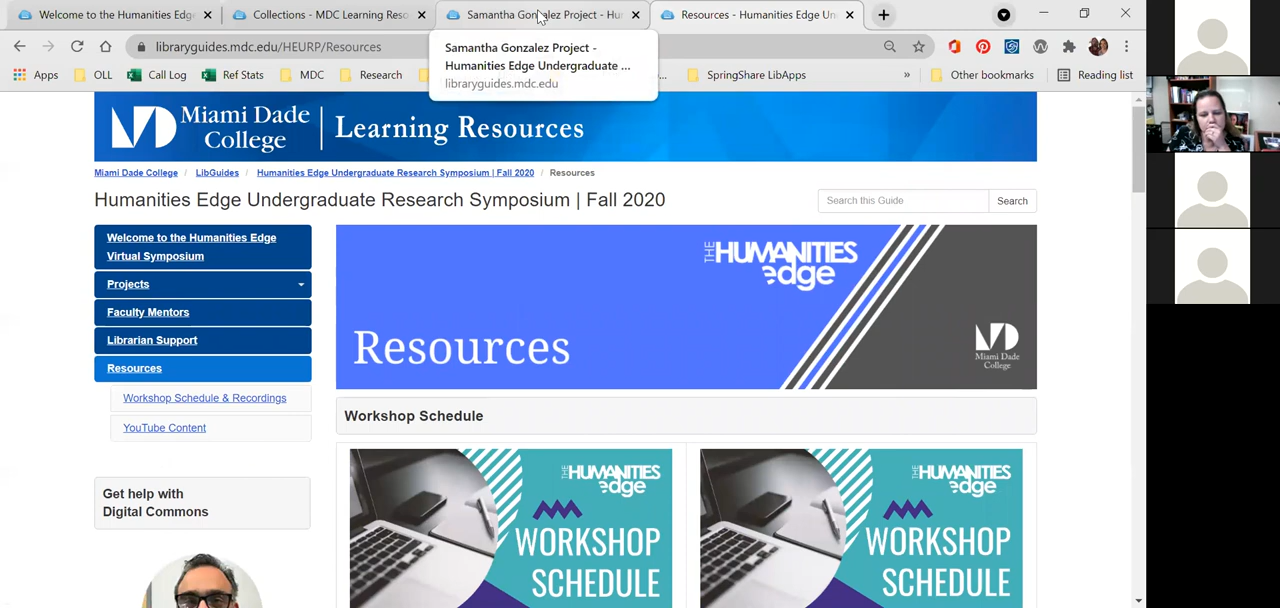 Welcome to the Humanities Edg
Collections - MDC Learning Reso
Samantha Gonzalez Project - Hum
Resources - Humanities Edge Un
libraryguides.mdc.edu/HEURP/Resources
Samantha Gonzalez Project -
Humanities Edge Undergraduate ...
libraryguides.mdc.edu
Apps
OLL
Call Log
Ref Stats
MDC
Research
SpringShare LibApps
»
Other bookmarks
Reading list
MD Miami Dade College | Learning Resources
Miami Dade College / LibGuides / Humanities Edge Undergraduate Research Symposium | Fall 2020 / Resources
Humanities Edge Undergraduate Research Symposium | Fall 2020
Search this Guide
Search
Welcome to the Humanities Edge
Virtual Symposium
Projects
Faculty Mentors
Librarian Support
Resources
Workshop Schedule & Recordings
YouTube Content
Get help with
Digital Commons
THE HUMANITIES
edge
Resources
MD
Miami Dade
College
Workshop Schedule
THE HUMANITIES
edge
WORKSHOP
SCHEDULE
THE HUMANITIES
edge
WORKSHOP
SCHEDULE